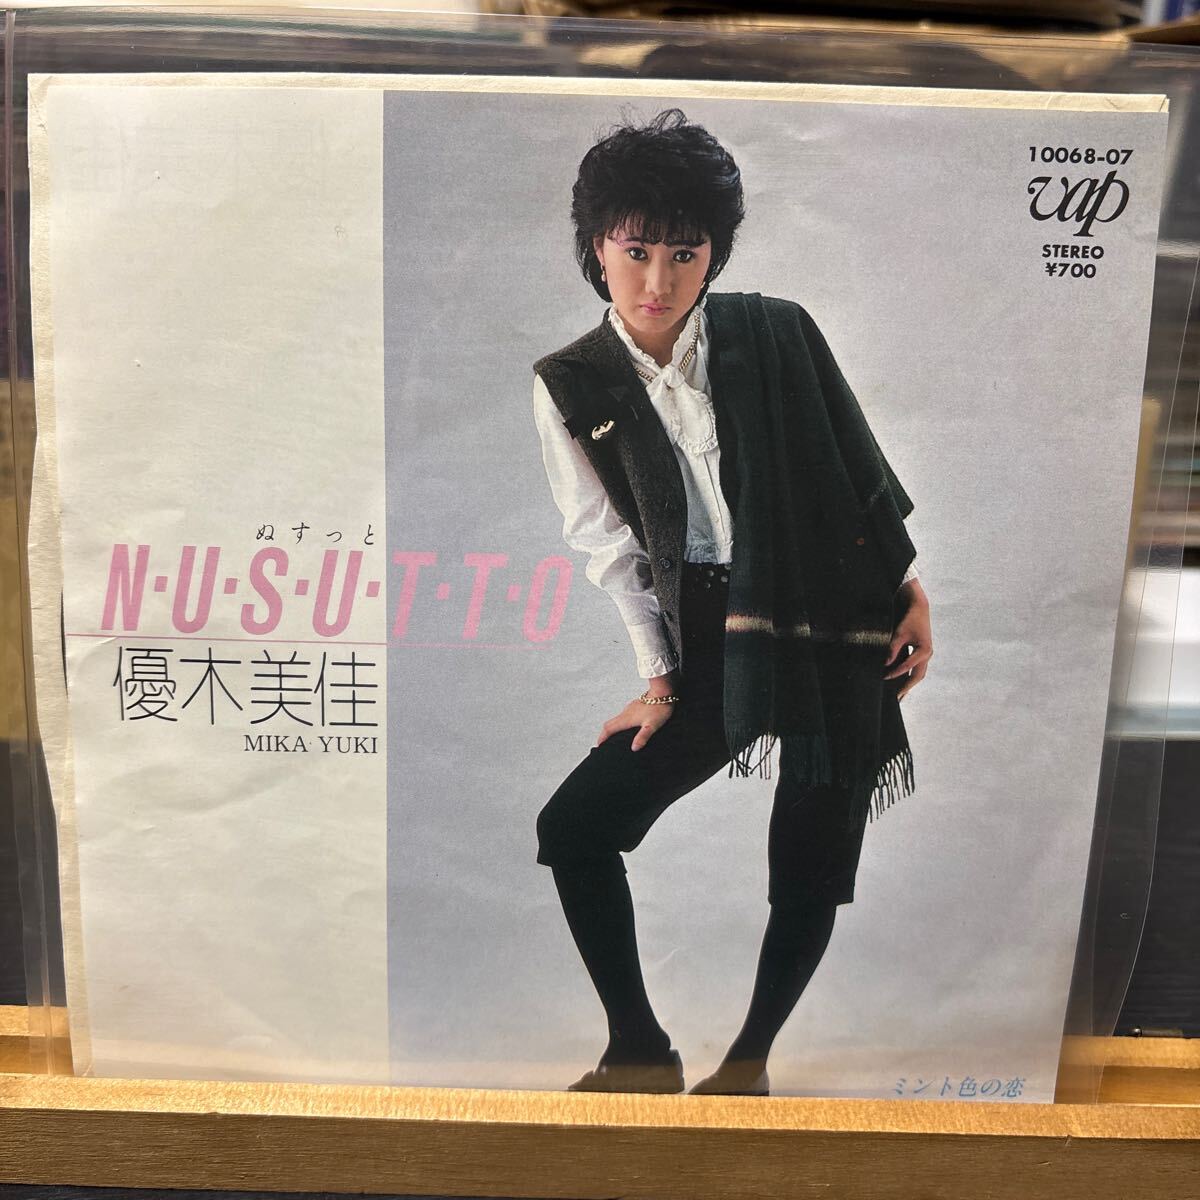 10068-07
vap
STEREO
¥700
ぬすっと
N·U·S·U·T·T·O
優木美佳
MIKA YUKI
ミント色の恋